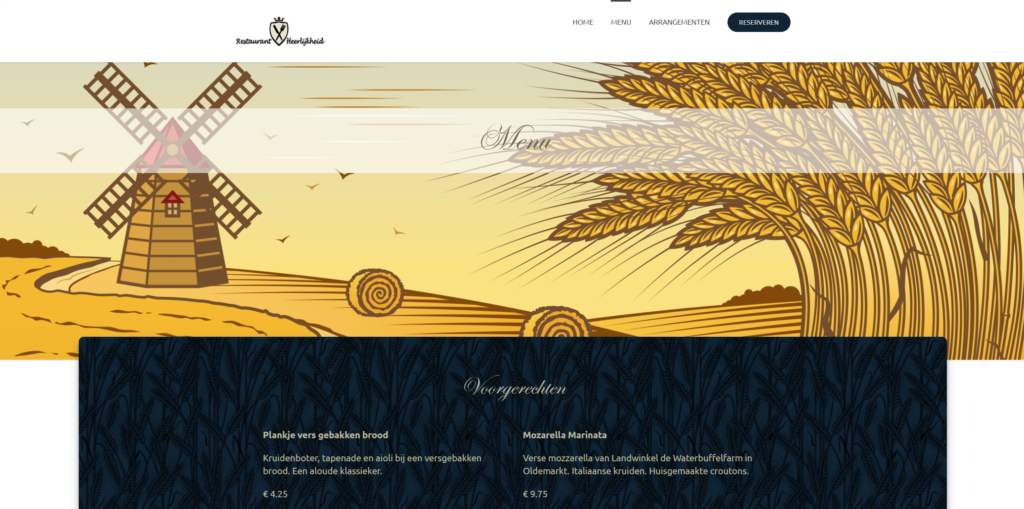 HOME MENU ARRANGEMENTEN RESERVEREN
Restaurant Heerlijkheid
Menu
Voorgerechten
Plankje vers gebakken brood
Kruidenboter, tapenade en aioli bij een versgebakken
brood. Een aloude klassieker.
€ 4.25
Mozarella Marinata
Verse mozzarella van Landwinkel de Waterbuffelfarm in
Oldemarkt. Italiaanse kruiden. Huisgemaakte croutons.
€ 9.75